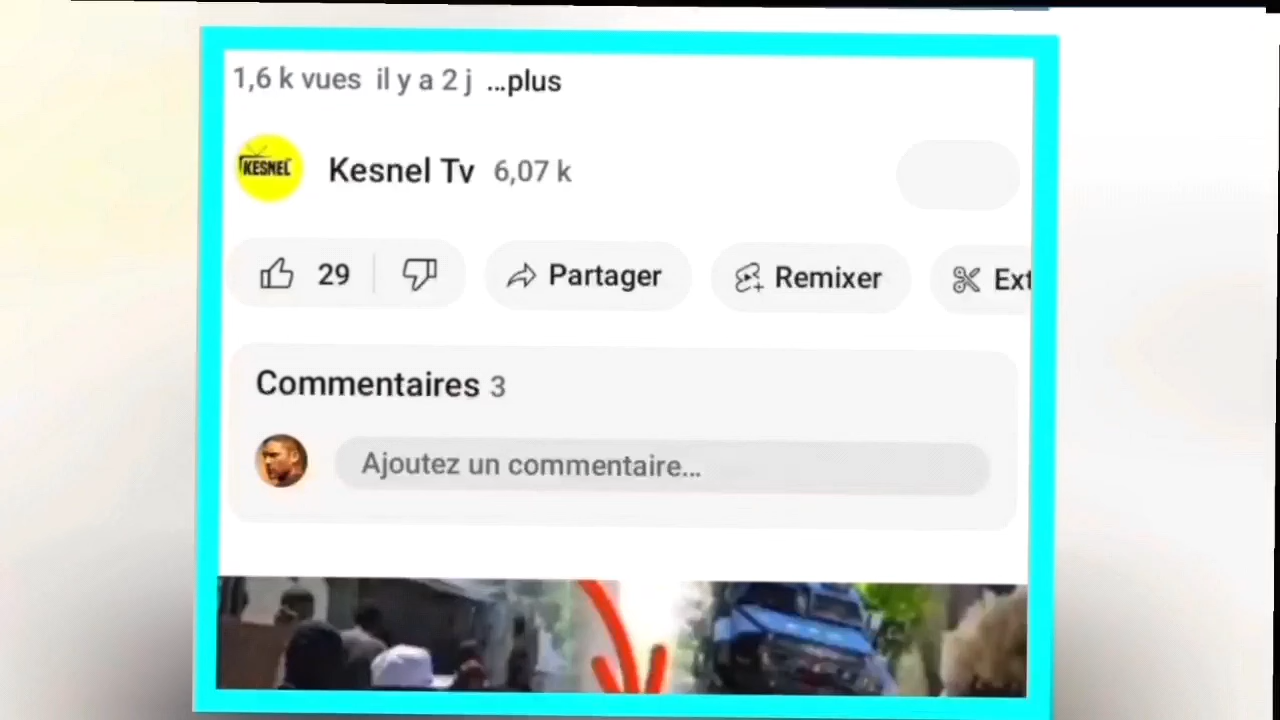 1,6 k vues il y a 2 j ...plus
KESNEL
Kesnel Tv 6,07 k
29
Partager
Remixer
Ext
Commentaires 3
Ajoutez un commentaire...